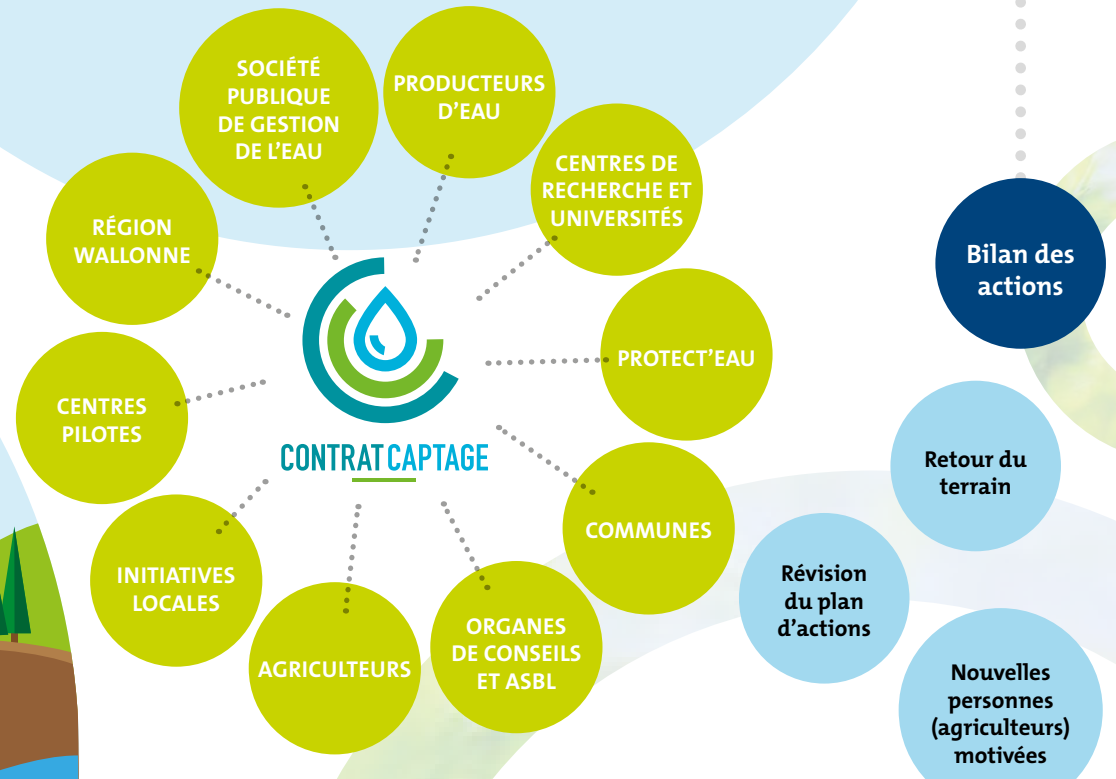 SOCIÉTÉ
PUBLIQUE
DE GESTION
DE L'EAU
PRODUCTEURS
D'EAU
CENTRES DE
RECHERCHE ET
UNIVERSITÉS
RÉGION
WALLONNE
PROTECT'EAU
CENTRES
PILOTES
CONTRAT CAPTAGE
COMMUNES
INITIATIVES
LOCALES
AGRICULTEURS
ORGANES
DE CONSEILS
ET ASBL
Bilan des
actions
Retour du
terrain
Révision
du plan
d'actions
Nouvelles
personnes
(agriculteurs)
motivées